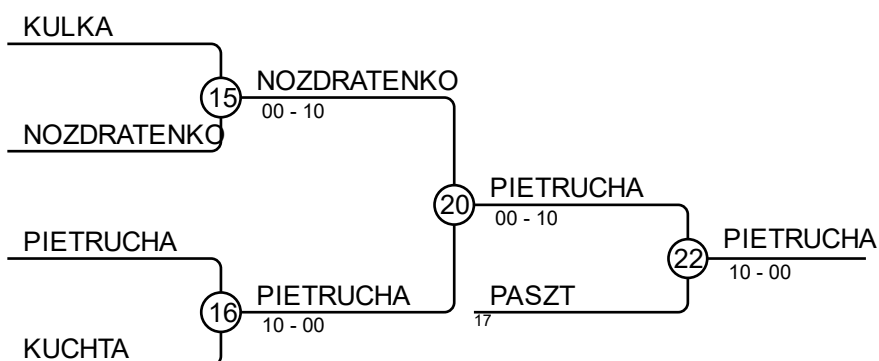 KULKA
15
NOZDRATENKO
00 - 10
NOZDRATENKO
20
PIETRUCHA
00 - 10
PIETRUCHA
22
PIETRUCHA
10 - 00
16
PIETRUCHA
10 - 00
PASZT
17
KUCHTA